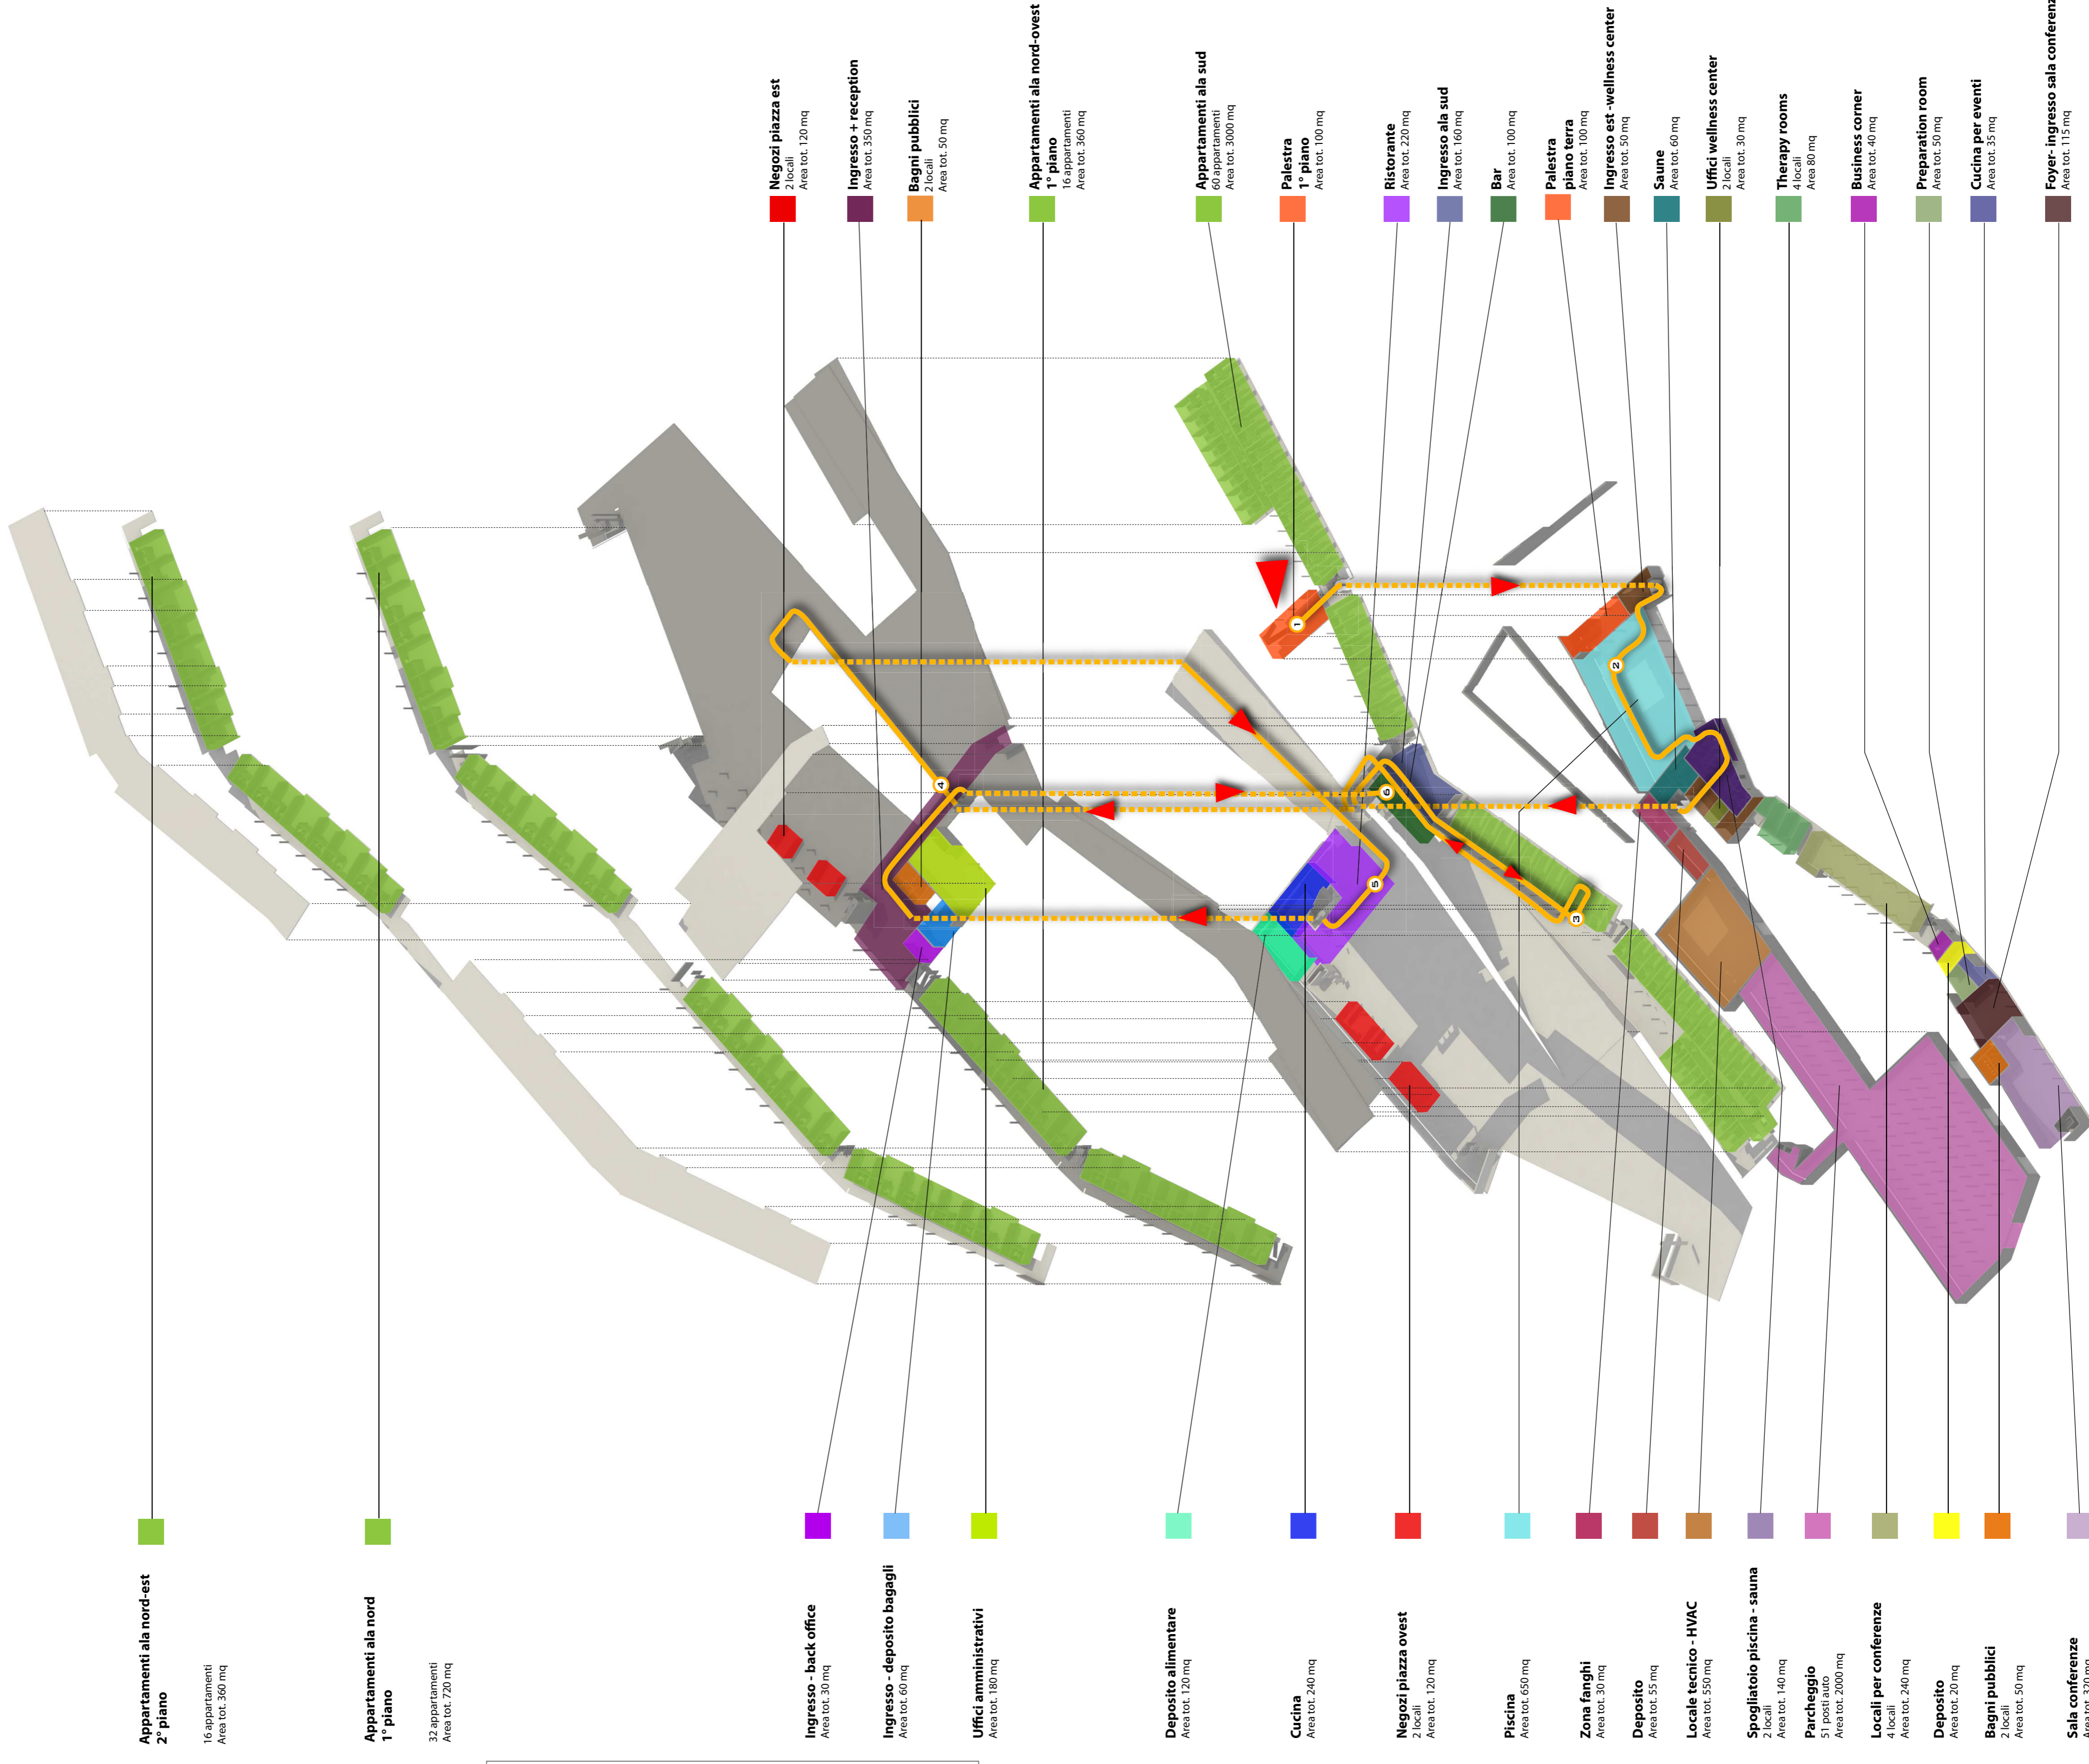 Appartamenti ala nord-est
2° piano
16 appartamenti
Area tot. 360 mq
Appartamenti ala nord
1° piano
32 appartamenti
Area tot. 720 mq
Ingresso - back office
Area tot. 30 mq
Ingresso - deposito bagagli
Area tot. 60 mq
Uffici amministrativi
Area tot. 180 mq
Deposito alimentare
Area tot. 120 mq
Cucina
Area tot. 240 mq
Negozi piazza ovest
2 locali
Area tot. 120 mq
Piscina
Area tot. 650 mq
Zona fanghi
Area tot. 30 mq
Deposito
Area tot. 55 mq
Locale tecnico - HVAC
Area tot. 550 mq
Spogliatoio piscina - sauna
2 locali
Area tot. 140 mq
Parcheggio
51 posti auto
Area tot. 2000 mq
Locali per conferenze
4 locali
Area tot. 240 mq
Deposito
Area tot. 20 mq
Bagni pubblici
2 locali
Area tot. 50 mq
Sala conferenze
Area tot. 320 mq
Negozi piazza est
2 locali
Area tot. 120 mq
Ingresso + reception
Area tot. 350 mq
Bagni pubblici
2 locali
Area tot. 50 mq
Appartamenti ala nord-ovest
1° piano
16 appartamenti
Area tot. 360 mq
Appartamenti ala sud
60 appartamenti
Area tot. 3000 mq
Palestra
1° piano
Area tot. 100 mq
Ristorante
Area tot. 220 mq
Ingresso ala sud
Area tot. 160 mq
Bar
Area tot. 100 mq
Palestra
piano terra
Area tot. 100 mq
Ingresso est -wellness center
Area tot. 50 mq
Saune
Area tot. 60 mq
Uffici wellness center
2 locali
Area tot. 30 mq
Therapy rooms
4 locali
Area 80 mq
Business corner
Area tot. 40 mq
Preparation room
Area tot. 50 mq
Cucina per eventi
Area tot. 35 mq
Foyer- ingresso sala conferenz
Area tot. 115 mq
1
2
3
4
5
6